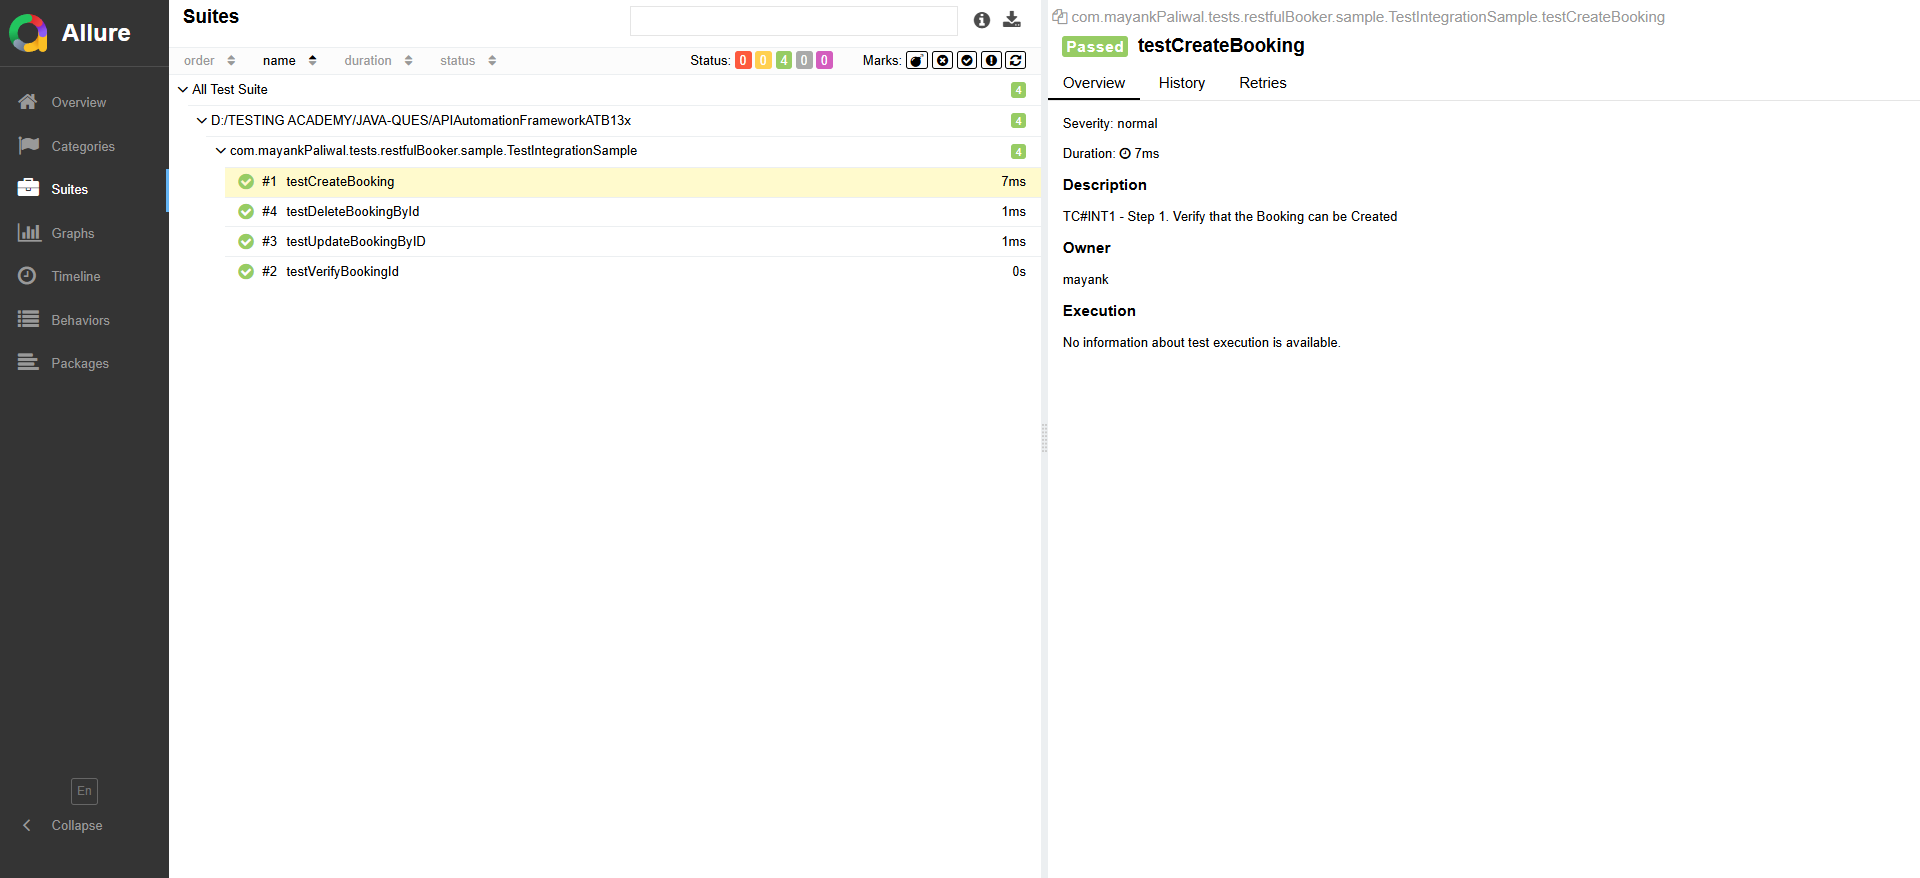 Allure
Overview
Categories
Suites
Graphs
Timeline
Behaviors
Packages
En
Collapse
Suites
order name duration status Status: 0 0 4 0 0 Marks:
All Test Suite 4
D:/TESTING ACADEMY/JAVA-QUES/APIAutomationFrameworkATB13x 4
com.mayankPaliwal.tests.restfulBooker.sample.TestIntegrationSample 4
#1 testCreateBooking 7ms
#4 testDeleteBookingById 1ms
#3 testUpdateBookingByID 1ms
#2 testVerifyBookingId 0s
com.mayankPaliwal.tests.restfulBooker.sample.TestIntegrationSample.testCreateBooking
Passed testCreateBooking
Overview History Retries
Severity: normal
Duration: 7ms
Description
TC#INT1 - Step 1. Verify that the Booking can be Created
Owner
mayank
Execution
No information about test execution is available.